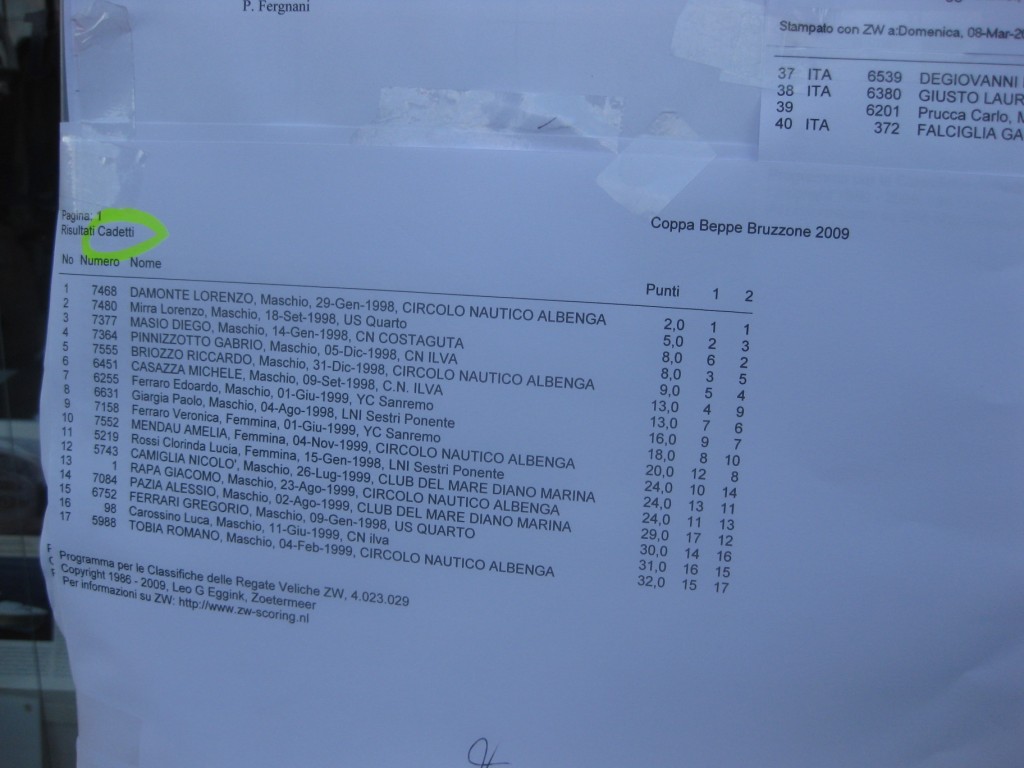 P. Fergnani
Stampato con ZW a:Domenica, 08-Mar-20
37 ITA 6539 DEGIOVANNI
38 ITA 6380 GIUSTO LAUR
39 6201 Prucca Carlo, M
40 ITA 372 FALCIGLIA GA
Pagina: 1
Risultati Cadetti
Coppa Beppe Bruzzone 2009
No Numero Nome Punti 1 2
1 7468 DAMONTE LORENZO, Maschio, 29-Gen-1998, CIRCOLO NAUTICO ALBENGA 2,0 1 1
2 7480 Mirra Lorenzo, Maschio, 18-Set-1998, US Quarto 5,0 2 3
3 7377 MASIO DIEGO, Maschio, 14-Gen-1998, CN COSTAGUTA 8,0 6 2
4 7364 PINNIZZOTTO GABRIO, Maschio, 05-Dic-1998, CN ILVA 8,0 3 5
5 7555 BRIOZZO RICCARDO, Maschio, 31-Dic-1998, CIRCOLO NAUTICO ALBENGA 9,0 5 4
6 6451 CASAZZA MICHELE, Maschio, 09-Set-1998, C.N. ILVA 13,0 4 9
7 6255 Ferraro Edoardo, Maschio, 01-Giu-1999, YC Sanremo 13,0 7 6
8 6631 Giargia Paolo, Maschio, 04-Ago-1998, LNI Sestri Ponente 16,0 9 7
9 7158 Ferraro Veronica, Femmina, 01-Giu-1999, YC Sanremo 18,0 8 10
10 7552 MENDAU AMELIA, Femmina, 04-Nov-1999, CIRCOLO NAUTICO ALBENGA 20,0 12 8
11 5219 Rossi Clorinda Lucia, Femmina, 15-Gen-1998, LNI Sestri Ponente 24,0 10 14
12 5743 CAMIGLIA NICOLO', Maschio, 26-Lug-1999, CLUB DEL MARE DIANO MARINA 24,0 13 11
13 1 RAPA GIACOMO, Maschio, 23-Ago-1999, CIRCOLO NAUTICO ALBENGA 24,0 11 13
14 7084 PAZIA ALESSIO, Maschio, 02-Ago-1999, CLUB DEL MARE DIANO MARINA 29,0 17 12
15 6752 FERRARI GREGORIO, Maschio, 09-Gen-1998, US QUARTO 30,0 14 16
16 98 Carossino Luca, Maschio, 11-Giu-1999, CN ilva 31,0 16 15
17 5988 TOBIA ROMANO, Maschio, 04-Feb-1999, CIRCOLO NAUTICO ALBENGA 32,0 15 17
Programma per le Classifiche delle Regate Veliche ZW, 4.023.029
Copyright 1986 - 2009, Leo G Eggink, Zoetermeer
Per informazioni su ZW: http://www.zw-scoring.nl